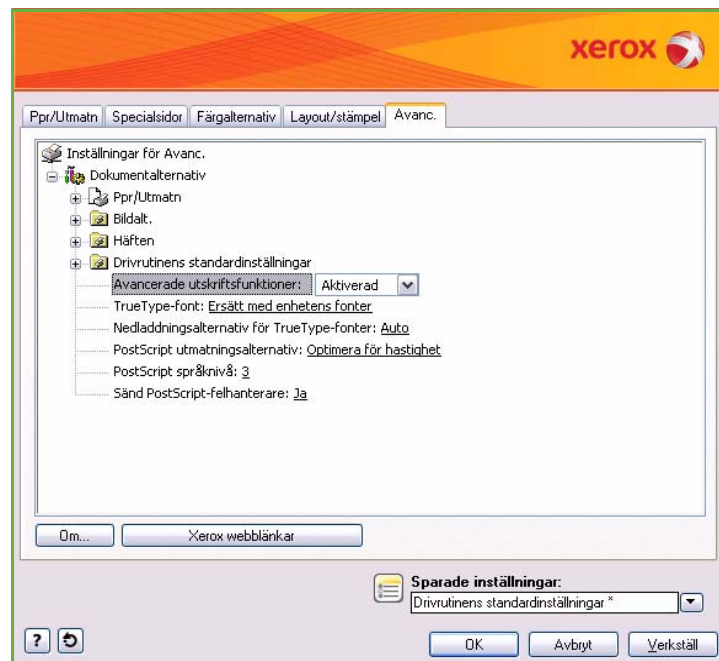 xerox
Ppr/Utmatn Specialsidor Färgalternativ Layout/stämpel Avanc.
Inställningar för Avanc.
Dokumentalternativ
Ppr/Utmatn
Bildalt.
Häften
Drivrutinens standardinställningar
Avancerade utskriftsfunktioner: Aktiverad
TrueType-font: Ersätt med enhetens fonter
Nedladdningsalternativ för TrueType-fonter: Auto
PostScript utmatningsalternativ: Optimera för hastighet
PostScript språknivå: 3
Sänd PostScript-felhanterare: Ja
Om... Xerox webblänkar
Sparade inställningar:
Drivrutinens standardinställningar *
? OK Avbryt Verkställ